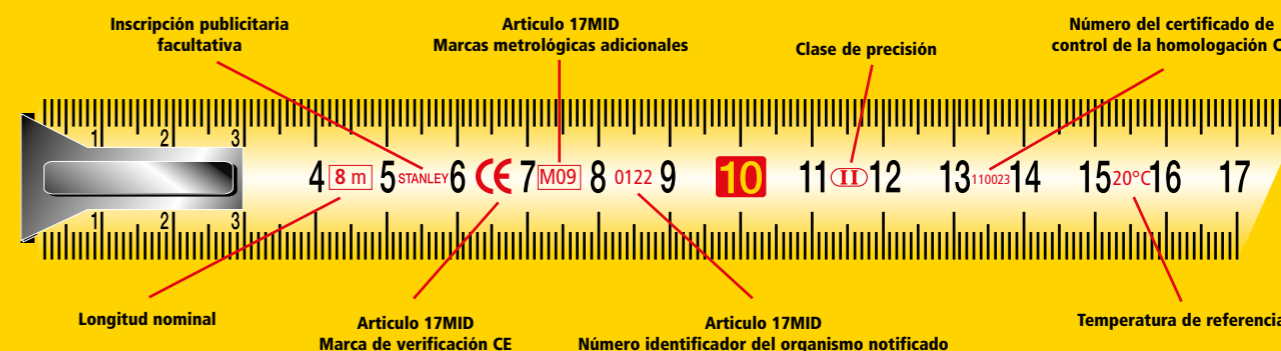 Inscripción publicitaria
facultativa
Articulo 17MID
Marcas metrológicas adicionales
Clase de precisión
Número del certificado de
control de la homologación C
1 2 3
4 8 m 5 STANLEY 6 CE 7 M09 8 0122 9 10 11 II 12 13 110023 14 15 20°C 16 17
1 2 3
Longitud nominal
Articulo 17MID
Marca de verificación CE
Articulo 17MID
Número identificador del organismo notificado
Temperatura de referencia